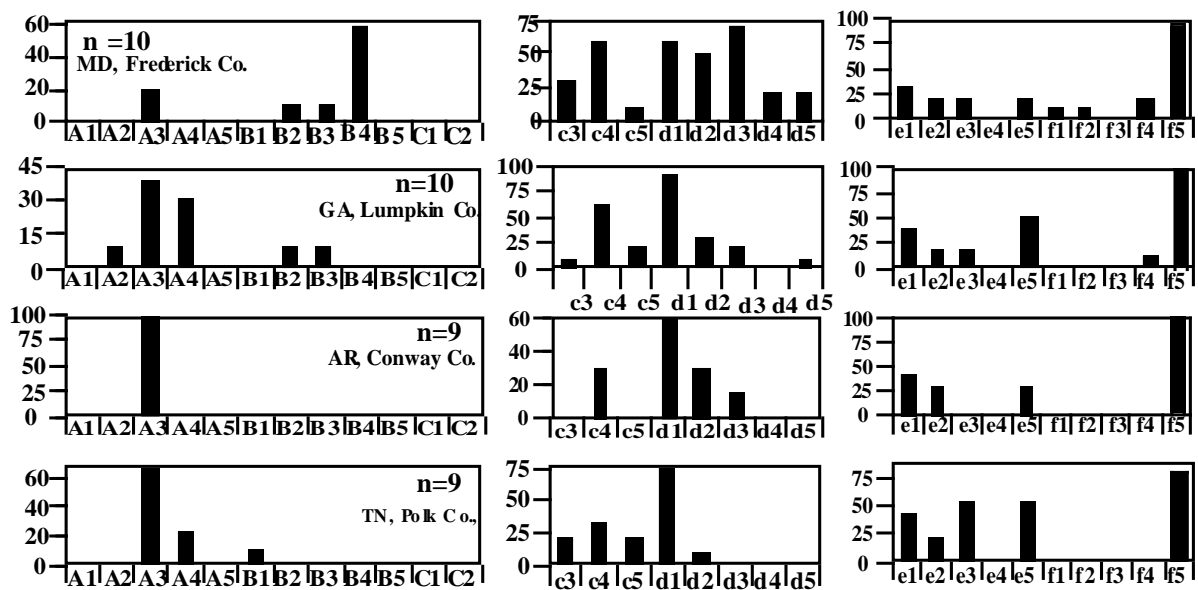 60
40
20
0
n =10
MD, Frederick Co.
A1 A2 A3 A4 A5 B1 B2 B3 B4 B5 C1 C2
75
50
25
0
c3 c4 c5 d1 d2 d3 d4 d5
100
75
50
25
0
e1 e2 e3 e4 e5 f1 f2 f3 f4 f5
45
30
15
0
n=10
GA, Lumpkin Co.
A1 A2 A3 A4 A5 B1 B2 B3 B4 B5 C1 C2
100
75
50
25
0
c3 c4 c5 d1 d2 d3 d4 d5
100
75
50
25
0
e1 e2 e3 e4 e5 f1 f2 f3 f4 f5
100
75
50
25
0
n=9
AR, Conway Co.
A1 A2 A3 A4 A5 B1 B2 B3 B4 B5 C1 C2
60
40
20
0
c3 c4 c5 d1 d2 d3 d4 d5
100
75
50
25
0
e1 e2 e3 e4 e5 f1 f2 f3 f4 f5
60
40
20
0
n=9
TN, Polk Co.,
A1 A2 A3 A4 A5 B1 B2 B3 B4 B5 C1 C2
75
50
25
0
c3 c4 c5 d1 d2 d3 d4 d5
75
50
25
0
e1 e2 e3 e4 e5 f1 f2 f3 f4 f5